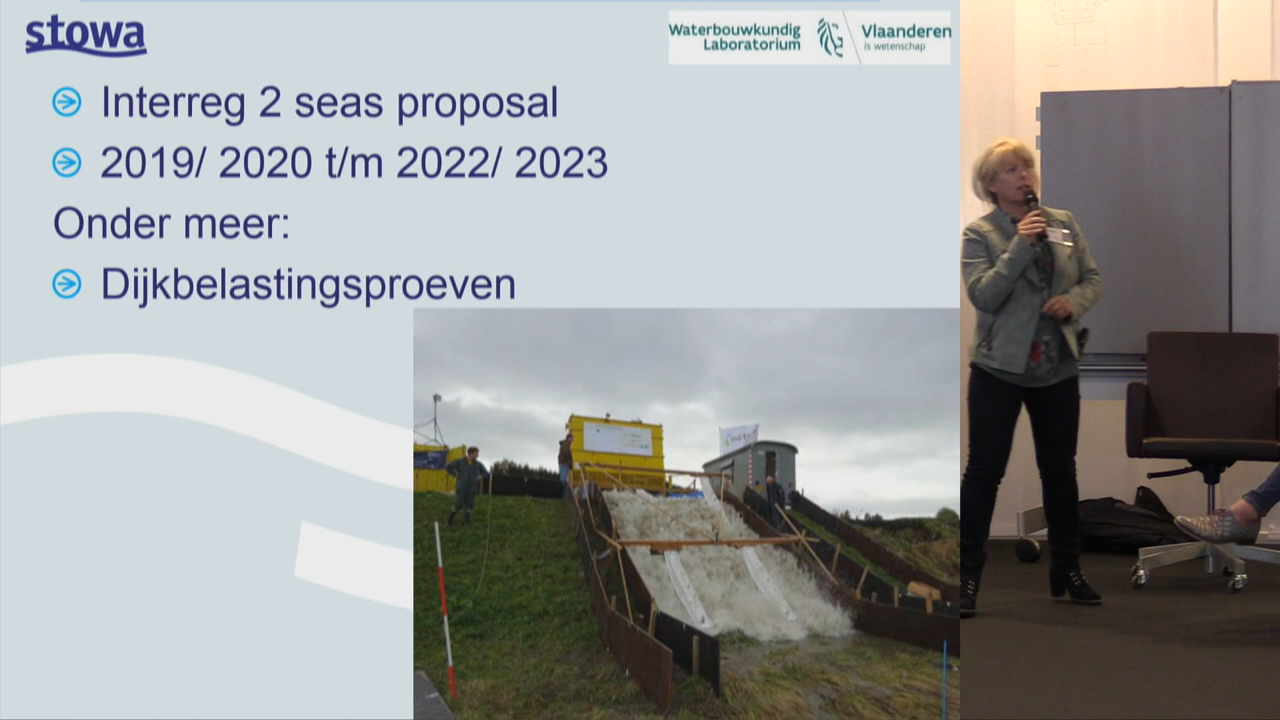 stowa
Waterbouwkundig
Laboratorium
Vlaanderen
is wetenschap
Interreg 2 seas proposal
2019/ 2020 t/m 2022/ 2023
Onder meer:
Dijkbelastingsproeven